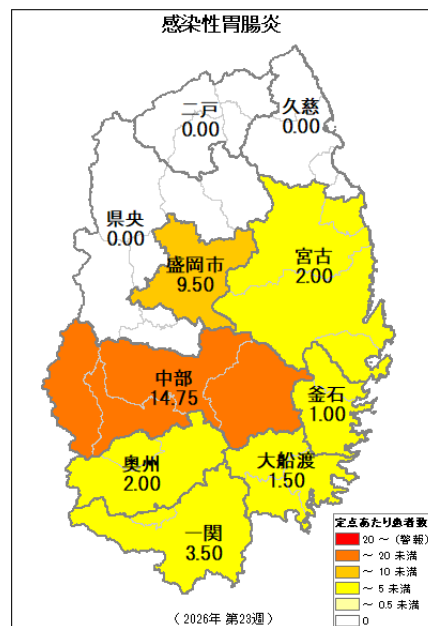 感染性胃腸炎
二戸
0.00
久慈
0.00
県央
0.00
盛岡市
9.50
宮古
2.00
中部
14.75
釜石
1.00
奥州
2.00
大船渡
1.50
一関
3.50
定点あたり患者数
20 ~ (警報)
~ 20 未満
~ 10 未満
~ 5 未満
~ 0.5 未満
0
(2026年 第23週)